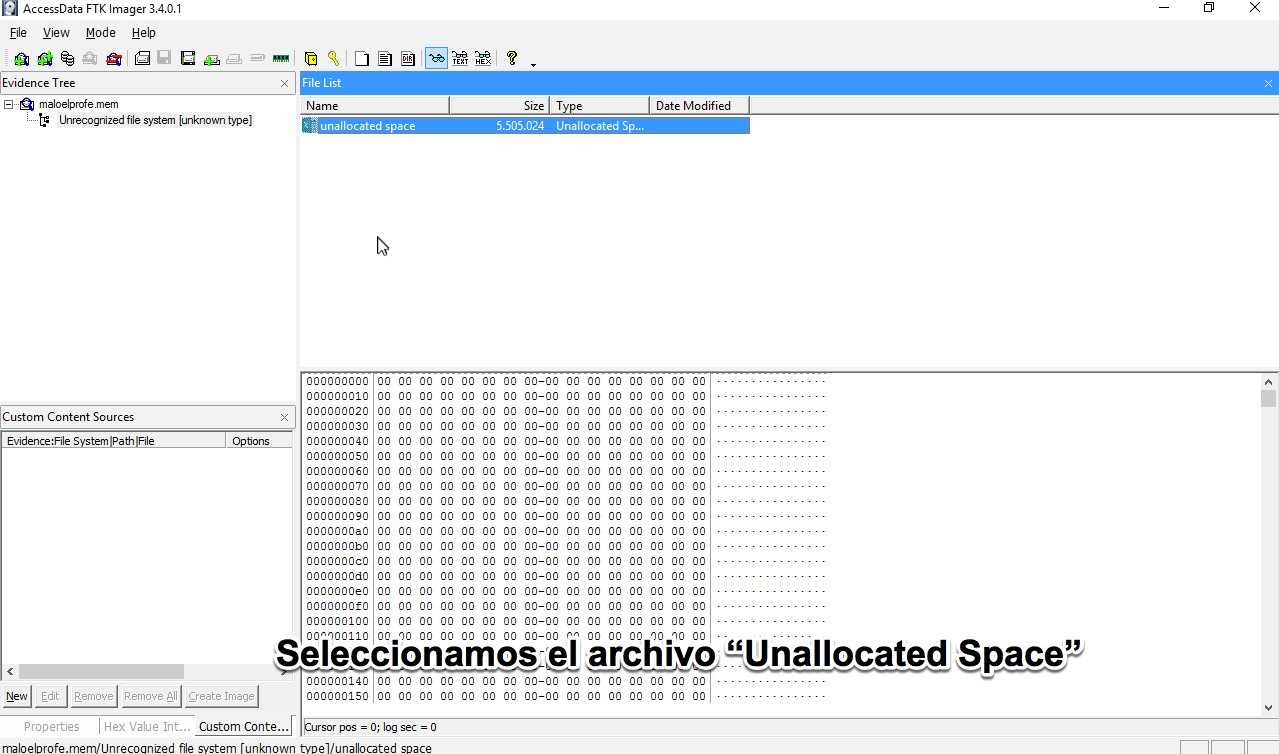 AccessData FTK Imager 3.4.0.1
File View Mode Help
Evidence Tree
maloelprofe.mem
Unrecognized file system [unknown type]
File List
Name Size Type Date Modified
unallocated space 5.505.024 Unallocated Sp...
Custom Content Sources
Evidence:File System|Path|File Options
New Edit Remove Remove All Create Image
Properties Hex Value Int... Custom Conte...
000000000 00 00 00 00 00 00 00 00-00 00 00 00 00 00 00 00 ................
000000010 00 00 00 00 00 00 00 00-00 00 00 00 00 00 00 00 ................
000000020 00 00 00 00 00 00 00 00-00 00 00 00 00 00 00 00 ................
000000030 00 00 00 00 00 00 00 00-00 00 00 00 00 00 00 00 ................
000000040 00 00 00 00 00 00 00 00-00 00 00 00 00 00 00 00 ................
000000050 00 00 00 00 00 00 00 00-00 00 00 00 00 00 00 00 ................
000000060 00 00 00 00 00 00 00 00-00 00 00 00 00 00 00 00 ................
000000070 00 00 00 00 00 00 00 00-00 00 00 00 00 00 00 00 ................
000000080 00 00 00 00 00 00 00 00-00 00 00 00 00 00 00 00 ................
000000090 00 00 00 00 00 00 00 00-00 00 00 00 00 00 00 00 ................
0000000a0 00 00 00 00 00 00 00 00-00 00 00 00 00 00 00 00 ................
0000000b0 00 00 00 00 00 00 00 00-00 00 00 00 00 00 00 00 ................
0000000c0 00 00 00 00 00 00 00 00-00 00 00 00 00 00 00 00 ................
0000000d0 00 00 00 00 00 00 00 00-00 00 00 00 00 00 00 00 ................
0000000e0 00 00 00 00 00 00 00 00-00 00 00 00 00 00 00 00 ................
0000000f0 00 00 00 00 00 00 00 00-00 00 00 00 00 00 00 00 ................
000000100 00 00 00 00 00 00 00 00-00 00 00 00 00 00 00 00 ................
000000110 00 00 00 00 00 00 00 00-00 00 00 00 00 00 00 00 ................
Seleccionamos el archivo “Unallocated Space”
000000140 00 00 00 00 00 00 00 00-00 00 00 00 00 00 00 00 ................
000000150 00 00 00 00 00 00 00 00-00 00 00 00 00 00 00 00 ................
Cursor pos = 0; log sec = 0
maloelprofe.mem/Unrecognized file system [unknown type]/unallocated space